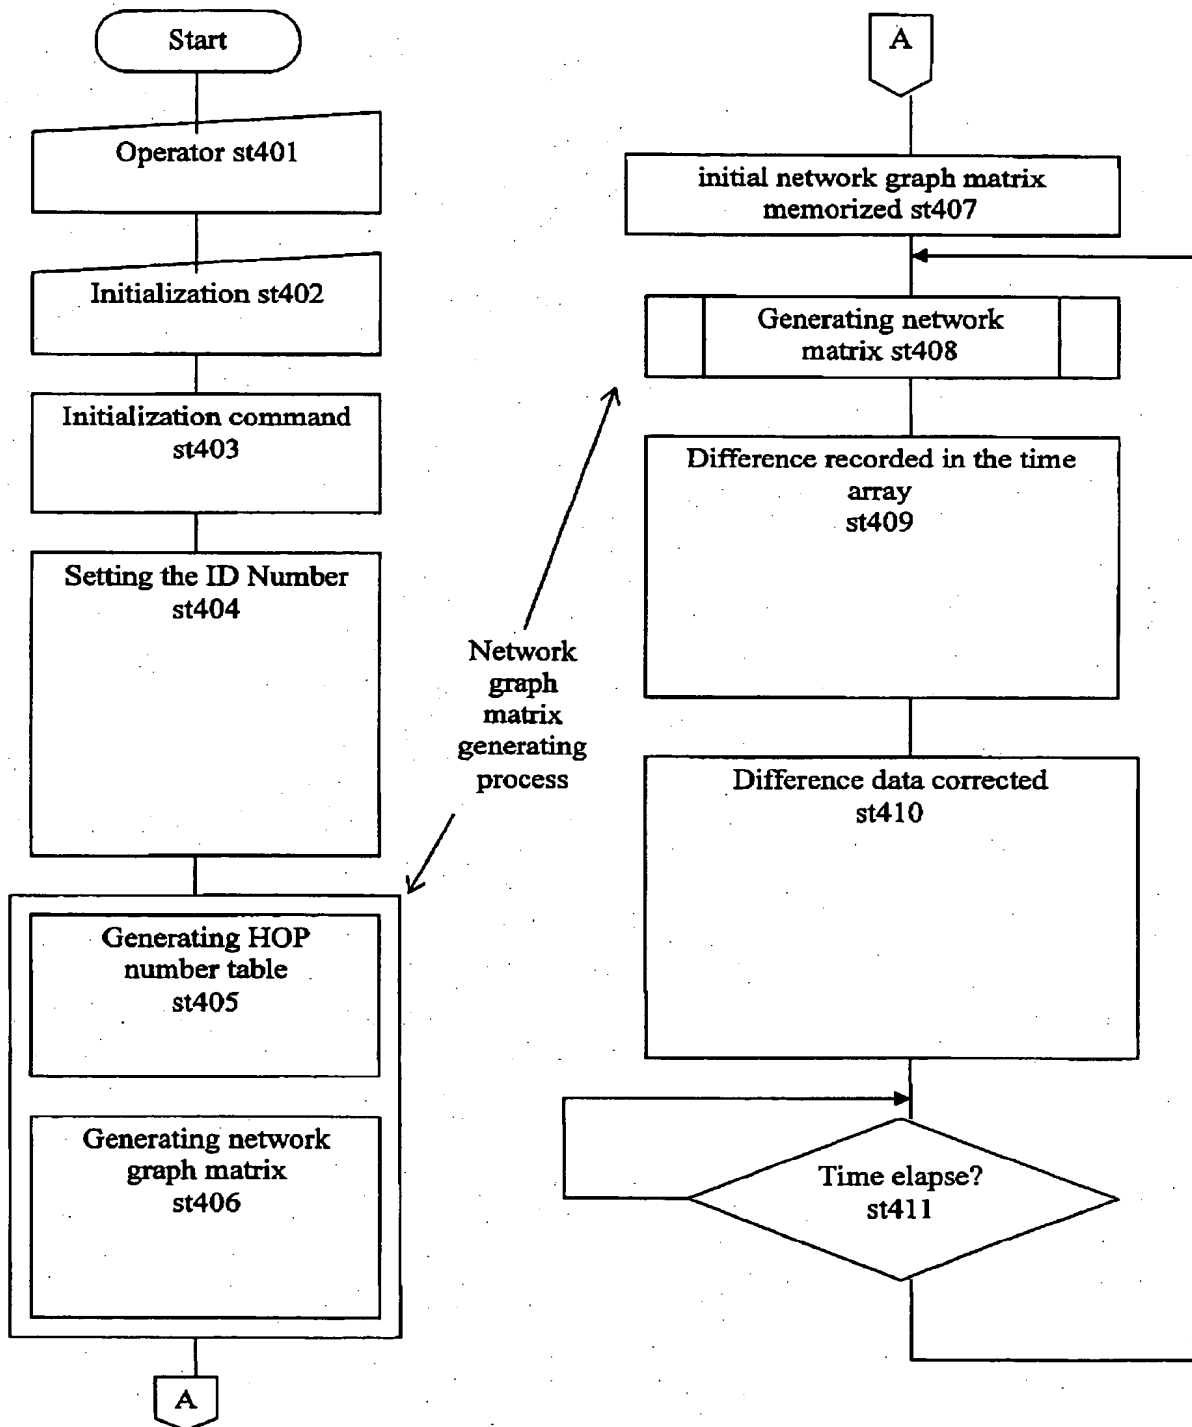 Start
Operator st401
Initialization st402
Initialization command
st403
Setting the ID Number
st404
Generating HOP
number table
st405
Generating network
graph matrix
st406
A
Network
graph
matrix
generating
process
A
initial network graph matrix
memorized st407
Generating network
matrix st408
Difference recorded in the time
array
st409
Difference data corrected
st410
Time elapse?
st411